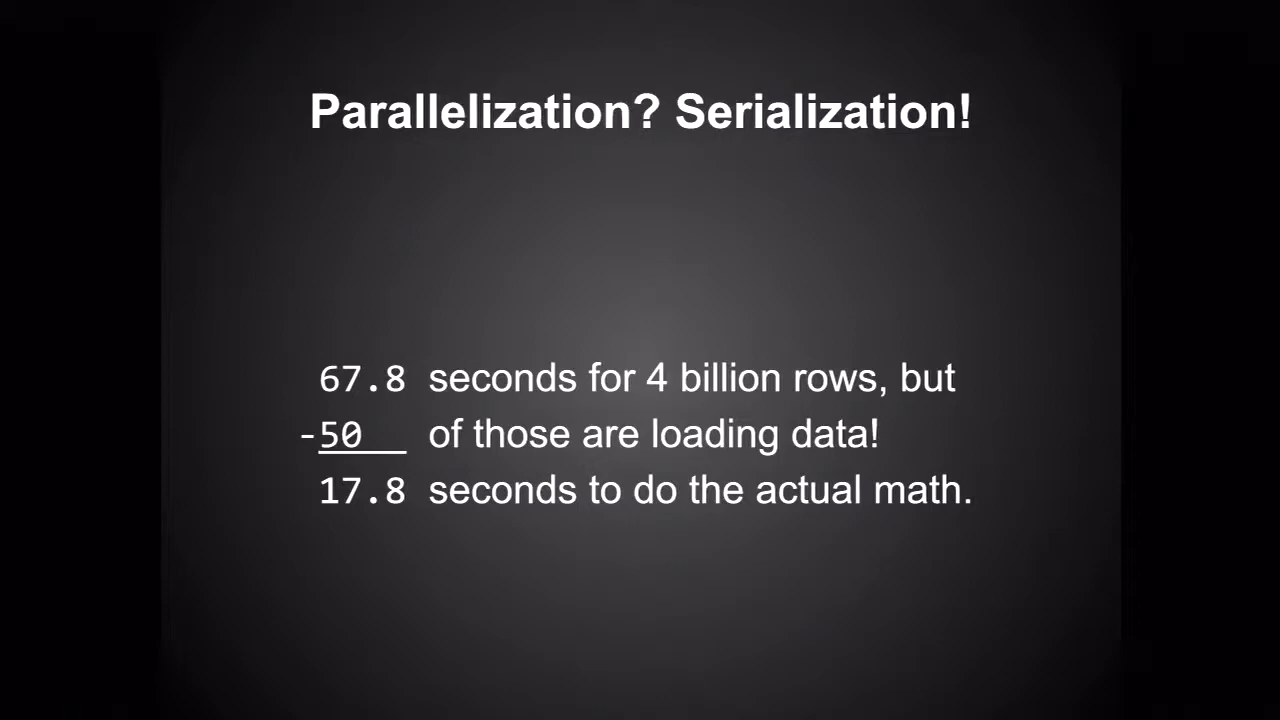 Parallelization? Serialization!
67.8 seconds for 4 billion rows, but
-50 of those are loading data!
17.8 seconds to do the actual math.